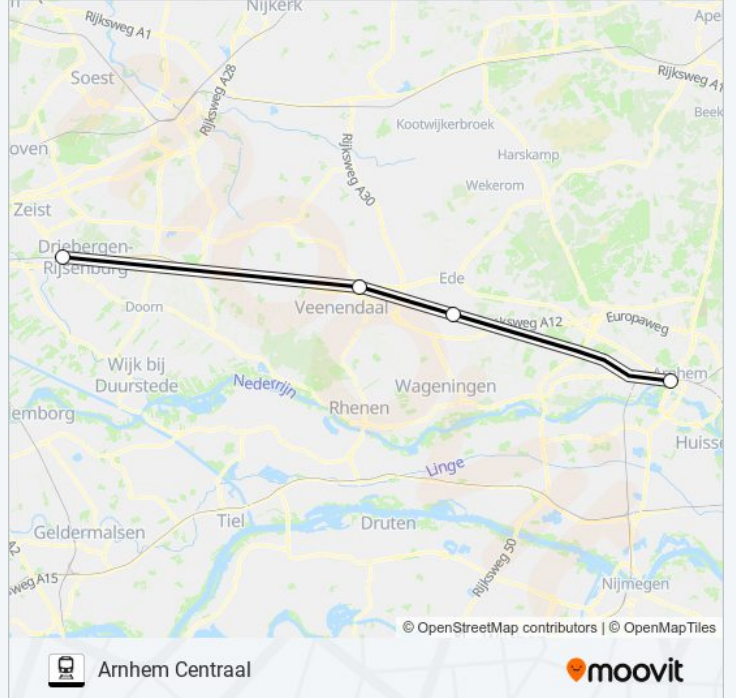 Nijkerk
Rijksweg A1
Ape
Soest
Rijksweg A28
Rijksweg A1
Beek
Kootwijkerbroek
Rijksweg A30
oven
Harskamp
Wekerom
Zeist
Driebergen-
Rijsenburg
Ede
Doorn
Veenendaal
ksweg A12
Europaweg
Wijk bij
Duurstede
Nederrijn
Wageningen
Arnhem
Rhenen
emborg
Huisse
Linge
Tiel
Druten
Geldermalsen
A2
weg A15
Rijksweg 50
Nijmegen
© OpenStreetMap contributors | © OpenMapTiles
Arnhem Centraal
moovit